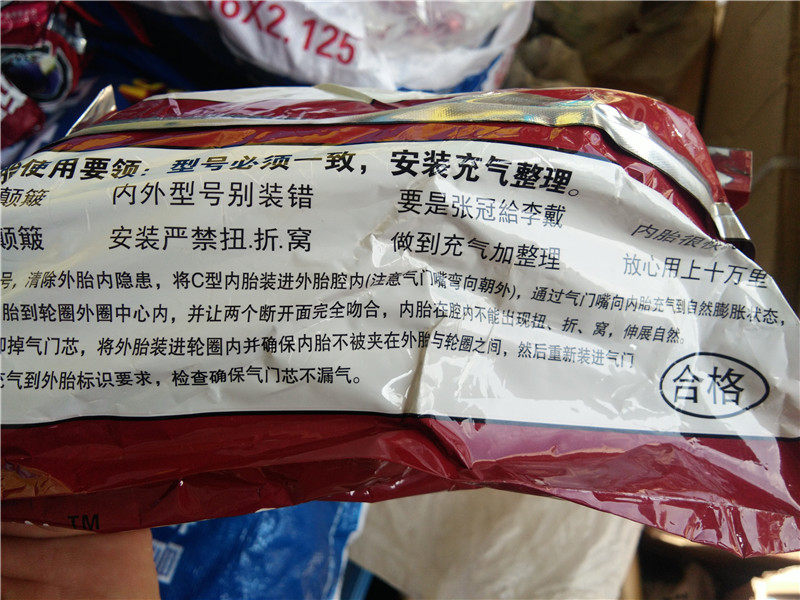 6X2.125
胎使用要领：型号必须一致，安装充气整理。
颠簸 内外型号别装错 要是张冠給李戴 内胎很快
颠簸 安装严禁扭.折.窝 做到充气加整理 放心用上十万里
号，清除外胎内隐患，将C型内胎装进外胎腔内(注意气门嘴弯向朝外)，通过气门嘴向内胎充气到自然膨胀状态，
胎到轮圈外圈中心内，并让两个断开面完全吻合，内胎在腔内不能出现扭、折、窝，伸展自然。
卸掉气门芯，将外胎装进轮圈内并确保内胎不被夹在外胎与轮圈之间，然后重新装进气门
充气到外胎标识要求，检查确保气门芯不漏气。
合格
TM